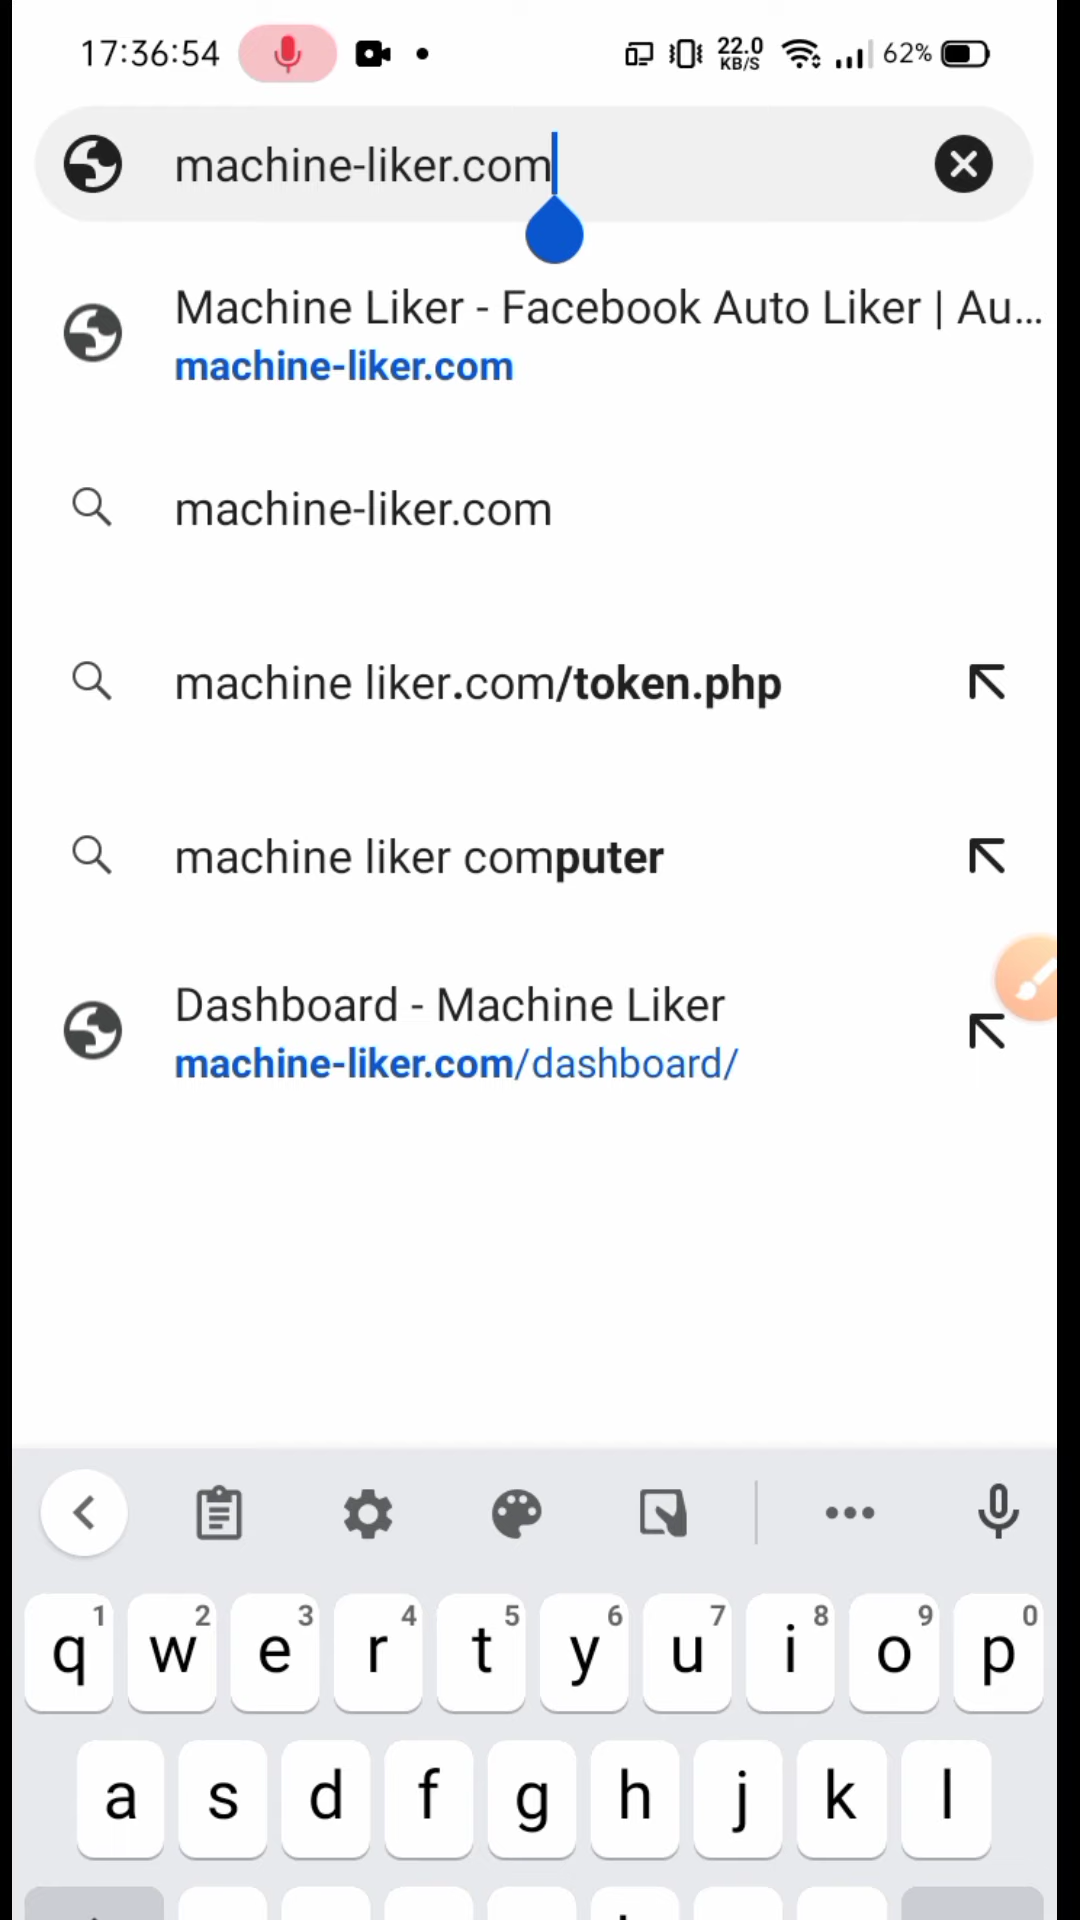 17:36:54 22.0 KB/S 62%
machine-liker.com
Machine Liker - Facebook Auto Liker | Au...
machine-liker.com
machine-liker.com
machine liker.com/token.php
machine liker computer
Dashboard - Machine Liker
machine-liker.com/dashboard/
1 2 3 4 5 6 7 8 9 0
q w e r t y u i o p
a s d f g h j k l